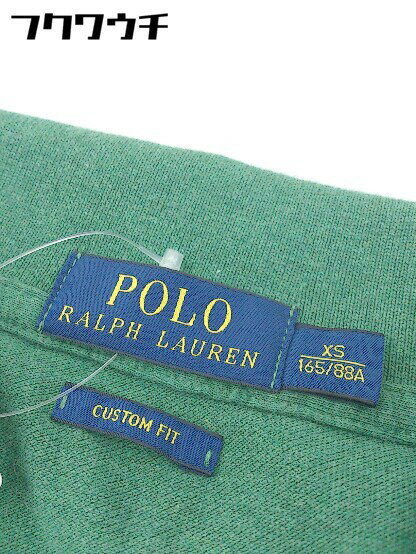 フクワウチ
POLO
RALPH LAUREN
XS
165/88A
CUSTOM FIT